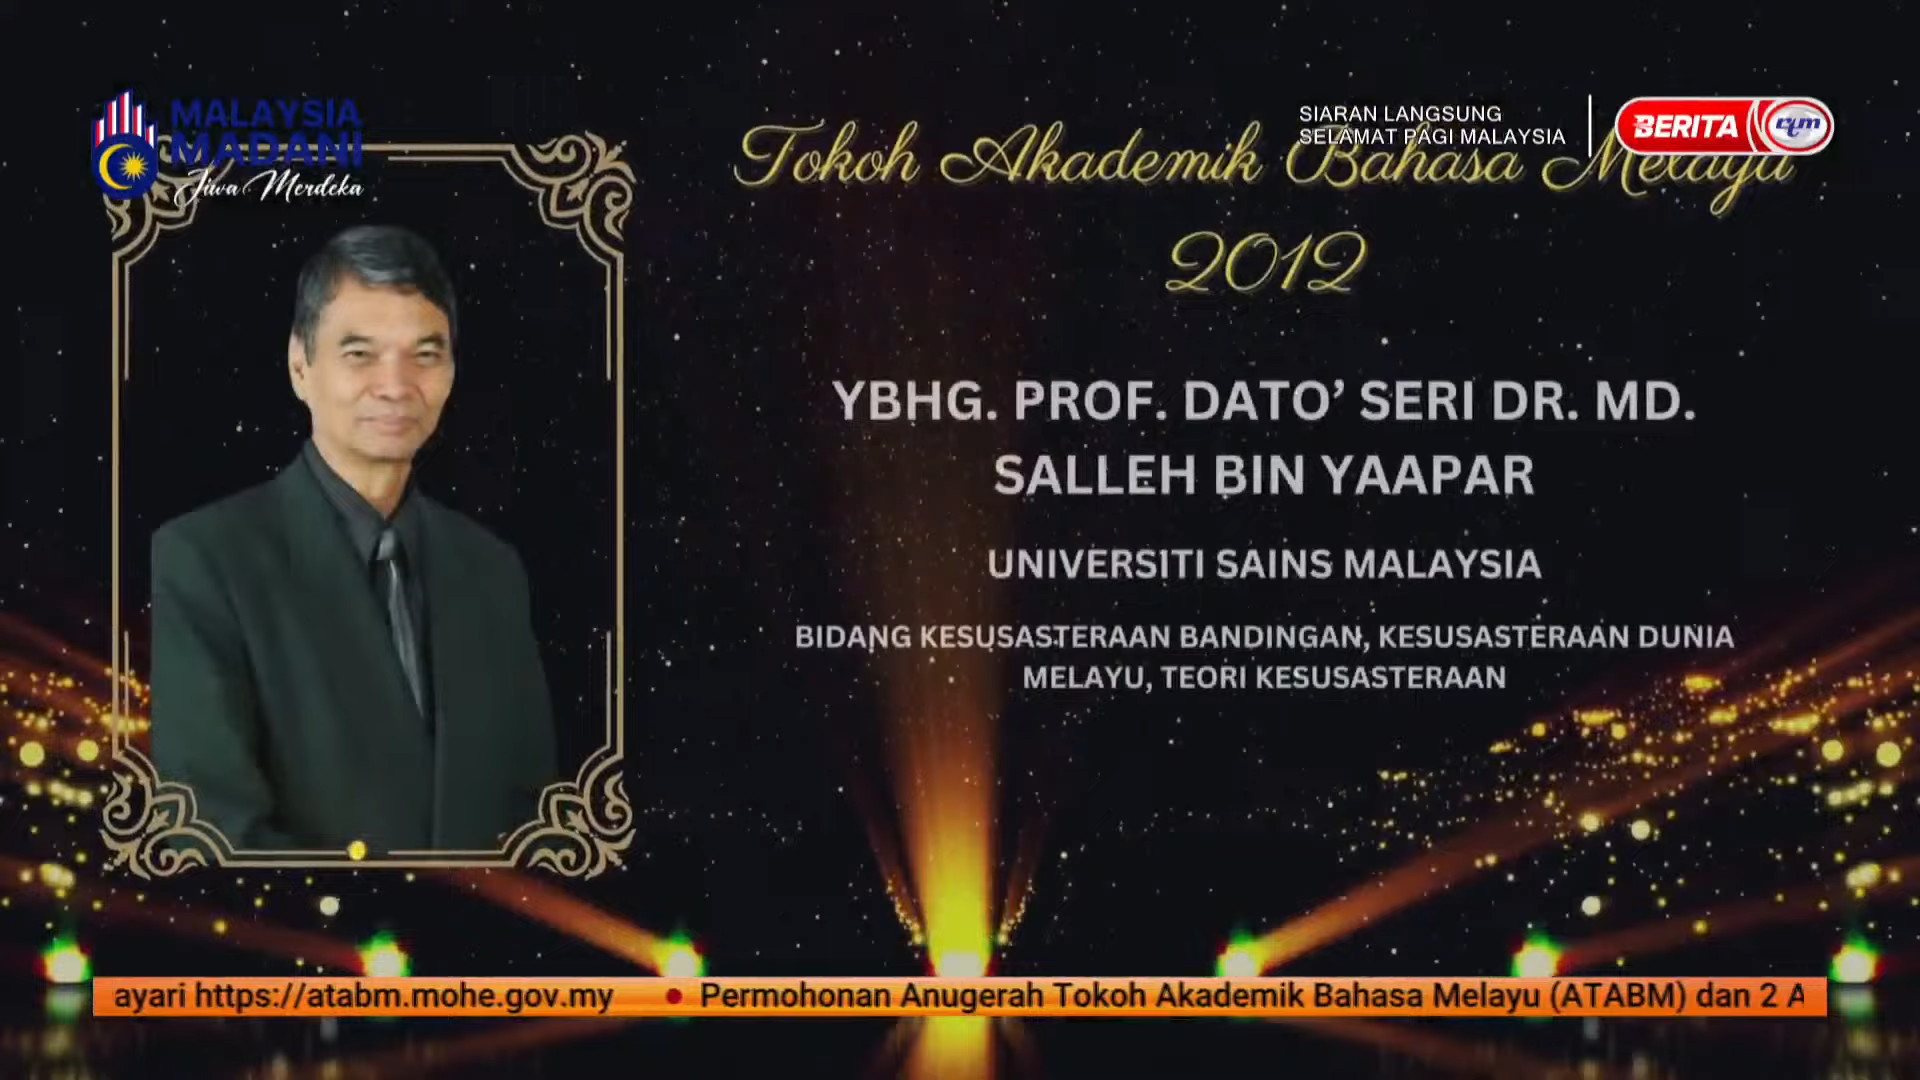 MALAYSIA
MADANI
Jiwa Merdeka
SIARAN LANGSUNG
SELAMAT PAGI MALAYSIA
BERITA rtm
Tokoh Akademik Bahasa Melayu
2012
YBHG. PROF. DATO’ SERI DR. MD.
SALLEH BIN YAAPAR
UNIVERSITI SAINS MALAYSIA
BIDANG KESUSASTERAAN BANDINGAN, KESUSASTERAAN DUNIA
MELAYU, TEORI KESUSASTERAAN
ayari https://atabm.mohe.gov.my • Permohonan Anugerah Tokoh Akademik Bahasa Melayu (ATABM) dan 2 A